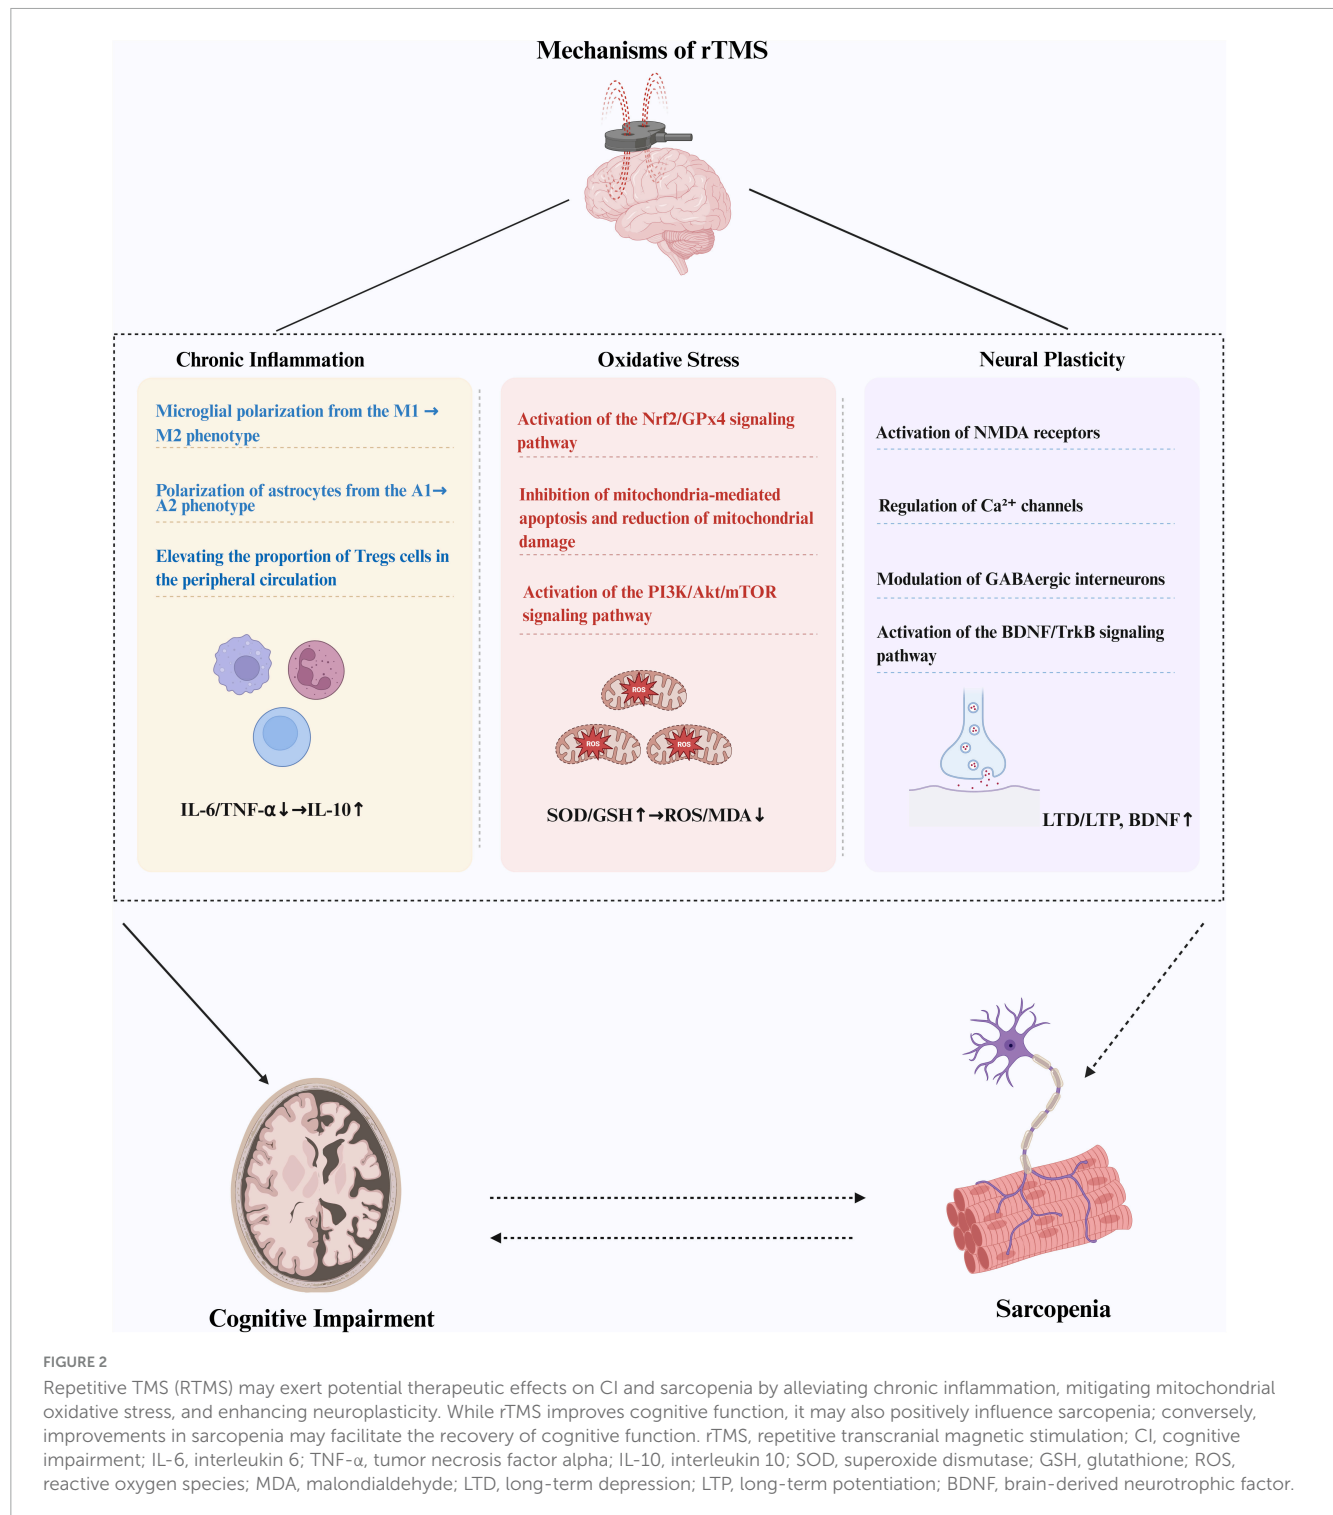 Mechanisms of rTMS
Chronic Inflammation
Microglial polarization from the M1 →
M2 phenotype
Polarization of astrocytes from the A1→
A2 phenotype
Elevating the proportion of Tregs cells in
the peripheral circulation
IL-6/TNF-α↓→IL-10↑
Oxidative Stress
Activation of the Nrf2/GPx4 signaling
pathway
Inhibition of mitochondria-mediated
apoptosis and reduction of mitochondrial
damage
Activation of the PI3K/Akt/mTOR
signaling pathway
ROS
ROS
ROS
SOD/GSH↑→ROS/MDA↓
Neural Plasticity
Activation of NMDA receptors
Regulation of Ca²⁺ channels
Modulation of GABAergic interneurons
Activation of the BDNF/TrkB signaling
pathway
LTD/LTP, BDNF↑
Cognitive Impairment
Sarcopenia
FIGURE 2
Repetitive TMS (RTMS) may exert potential therapeutic effects on CI and sarcopenia by alleviating chronic inflammation, mitigating mitochondrial
oxidative stress, and enhancing neuroplasticity. While rTMS improves cognitive function, it may also positively influence sarcopenia; conversely,
improvements in sarcopenia may facilitate the recovery of cognitive function. rTMS, repetitive transcranial magnetic stimulation; CI, cognitive
impairment; IL-6, interleukin 6; TNF-α, tumor necrosis factor alpha; IL-10, interleukin 10; SOD, superoxide dismutase; GSH, glutathione; ROS,
reactive oxygen species; MDA, malondialdehyde; LTD, long-term depression; LTP, long-term potentiation; BDNF, brain-derived neurotrophic factor.